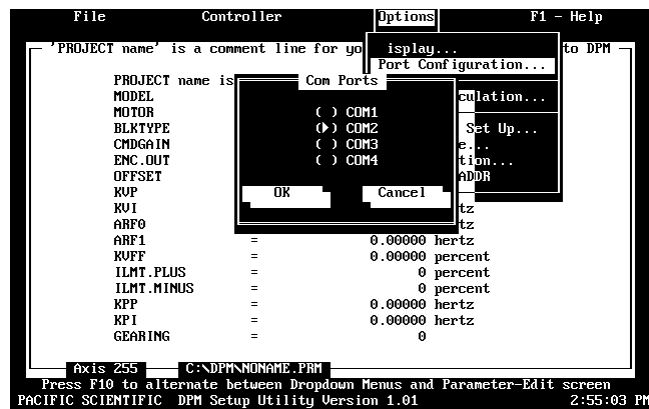 File Controller Options F1 - Help
'PROJECT name' is a comment line for yo
isplay...
to DPM
Port Configuration...
PROJECT name is
Com Ports
MODEL
culation...
MOTOR
( ) COM1
BLKTYPE
( ) COM2
Set Up...
CMDGAIN
( ) COM3
e...
ENC.OUT
( ) COM4
tion...
OFFSET
ADDR
KVP
OK Cancel
KVI
tz
ARF0
tz
ARF1 = 0.00000 hertz
KVFF = 0.00000 percent
ILMT.PLUS = 0 percent
ILMT.MINUS = 0 percent
KPP = 0.00000 hertz
KPI = 0.00000 hertz
GEARING = 0
Axis 255 C:\DPM\NONAME.PRM
Press F10 to alternate between Dropdown Menus and Parameter-Edit screen
PACIFIC SCIENTIFIC DPM Setup Utility Version 1.01 2:55:03 PM